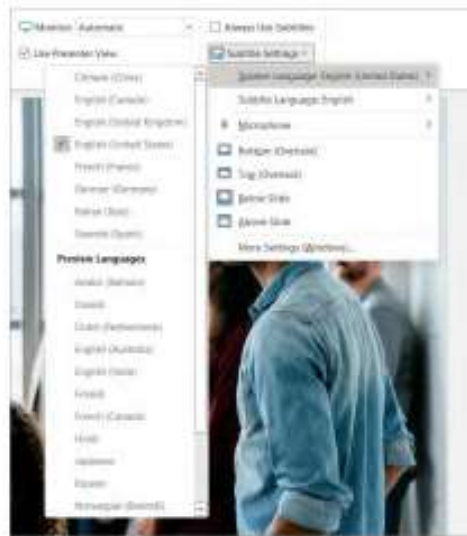 Monitor: Automatic
Always Use Subtitles
Use Presenter View
Subtitle Settings
Spoken Language: English (United States)
Subtitle Language: English
Microphone
Bottom (Overlaid)
Top (Overlaid)
Below Slide
Above Slide
More Settings (Windows)...
Chinese (China)
English (Canada)
English (United Kingdom)
English (United States)
French (France)
German (Germany)
Italian (Italy)
Spanish (Spain)
Preview Languages
Arabic (Bahrain)
Danish
Dutch (Netherlands)
English (Australia)
English (India)
Finnish
French (Canada)
Hindi
Japanese
Korean
Norwegian (Bokmål)